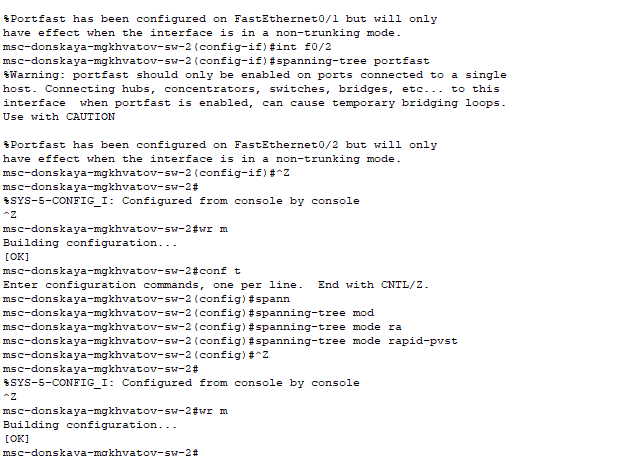 %Portfast has been configured on FastEthernet0/1 but will only
have effect when the interface is in a non-trunking mode.
msc-donskaya-mgkhvatov-sw-2(config-if)#int f0/2
msc-donskaya-mgkhvatov-sw-2(config-if)#spanning-tree portfast
%Warning: portfast should only be enabled on ports connected to a single
host. Connecting hubs, concentrators, switches, bridges, etc... to this
interface  when portfast is enabled, can cause temporary bridging loops.
Use with CAUTION

%Portfast has been configured on FastEthernet0/2 but will only
have effect when the interface is in a non-trunking mode.
msc-donskaya-mgkhvatov-sw-2(config-if)#^Z
msc-donskaya-mgkhvatov-sw-2#
%SYS-5-CONFIG_I: Configured from console by console
^Z
msc-donskaya-mgkhvatov-sw-2#wr m
Building configuration...
[OK]
msc-donskaya-mgkhvatov-sw-2#conf t
Enter configuration commands, one per line.  End with CNTL/Z.
msc-donskaya-mgkhvatov-sw-2(config)#spann
msc-donskaya-mgkhvatov-sw-2(config)#spanning-tree mod
msc-donskaya-mgkhvatov-sw-2(config)#spanning-tree mode ra
msc-donskaya-mgkhvatov-sw-2(config)#spanning-tree mode rapid-pvst
msc-donskaya-mgkhvatov-sw-2(config)#^Z
msc-donskaya-mgkhvatov-sw-2#
%SYS-5-CONFIG_I: Configured from console by console
^Z
msc-donskaya-mgkhvatov-sw-2#wr m
Building configuration...
[OK]
msc-donskaya-mgkhvatov-sw-2#